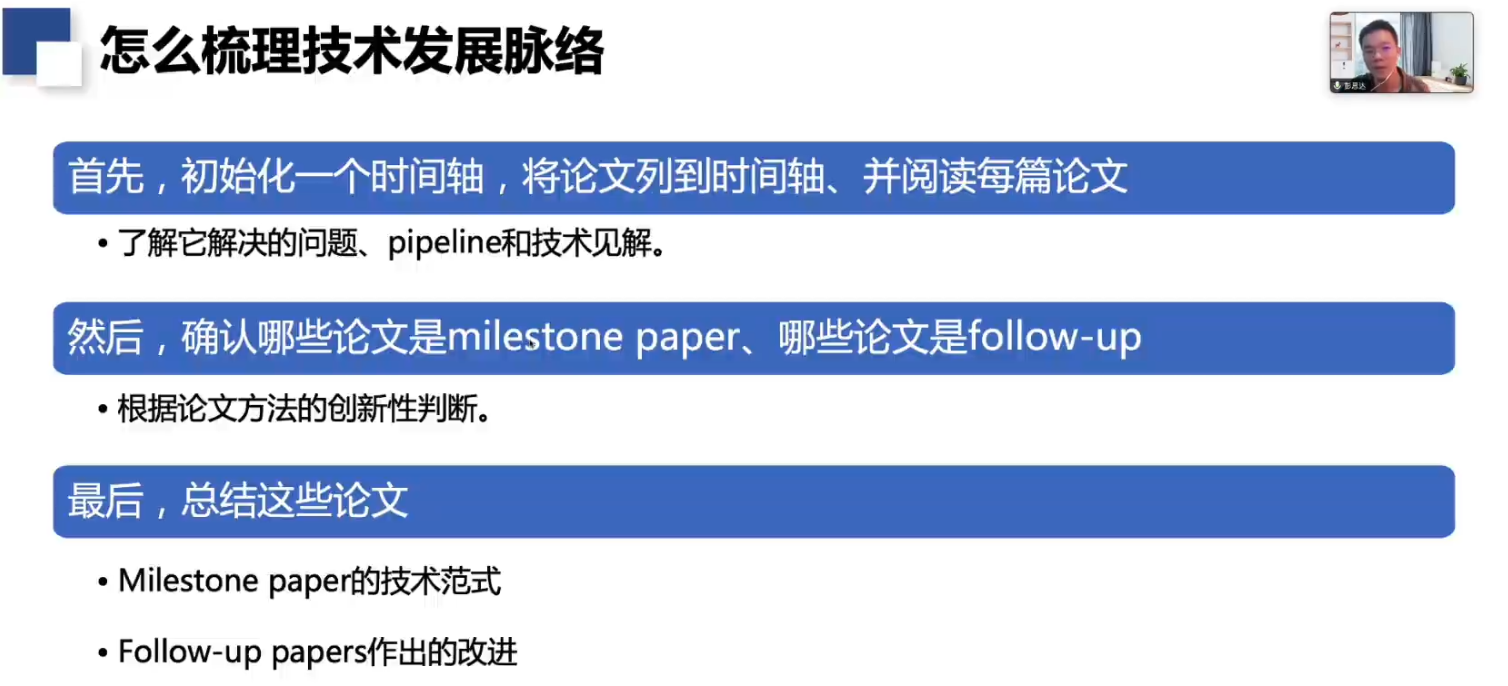 怎么梳理技术发展脉络
彭思达
首先，初始化一个时间轴，将论文列到时间轴、并阅读每篇论文
• 了解它解决的问题、pipeline和技术见解。
然后，确认哪些论文是milestone paper、哪些论文是follow-up
• 根据论文方法的创新性判断。
最后，总结这些论文
• Milestone paper的技术范式
• Follow-up papers作出的改进